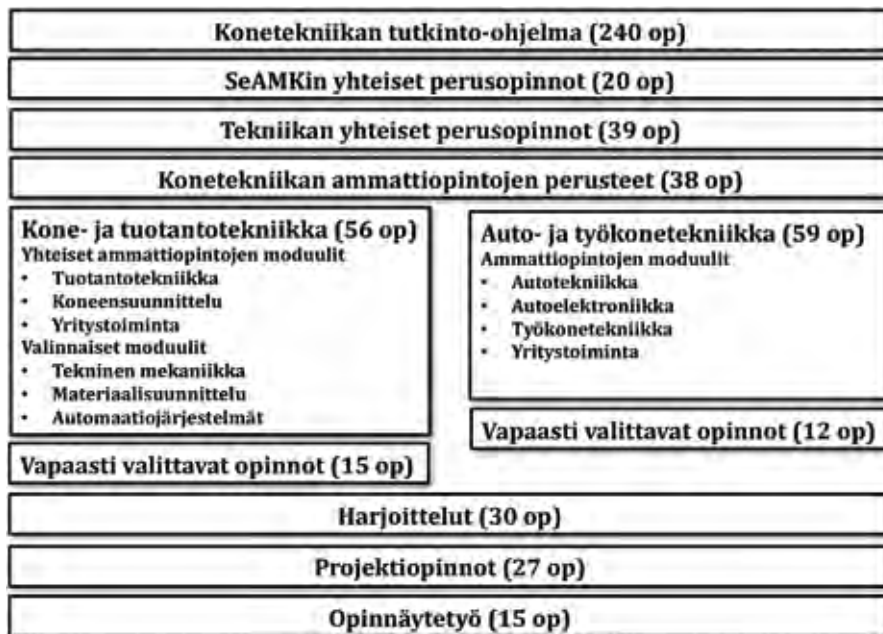 Konetekniikan tutkinto-ohjelma (240 op)
SeAMKin yhteiset perusopinnot (20 op)
Tekniikan yhteiset perusopinnot (39 op)
Konetekniikan ammattiopintojen perusteet (38 op)
Kone- ja tuotantotekniikka (56 op)
Yhteiset ammattiopintojen moduulit
• Tuotantotekniikka
• Koneensuunnittelu
• Yritystoiminta
Valinnaiset moduulit
• Tekninen mekaniikka
• Materiaalisuunnittelu
• Automaatiojärjestelmät
Vapaasti valittavat opinnot (15 op)
Auto- ja työkonetekniikka (59 op)
Ammattiopintojen moduulit
• Autotekniikka
• Autoelektroniikka
• Työkonetekniikka
• Yritystoiminta
Vapaasti valittavat opinnot (12 op)
Harjoittelut (30 op)
Projektiopinnot (27 op)
Opinnäytetyö (15 op)